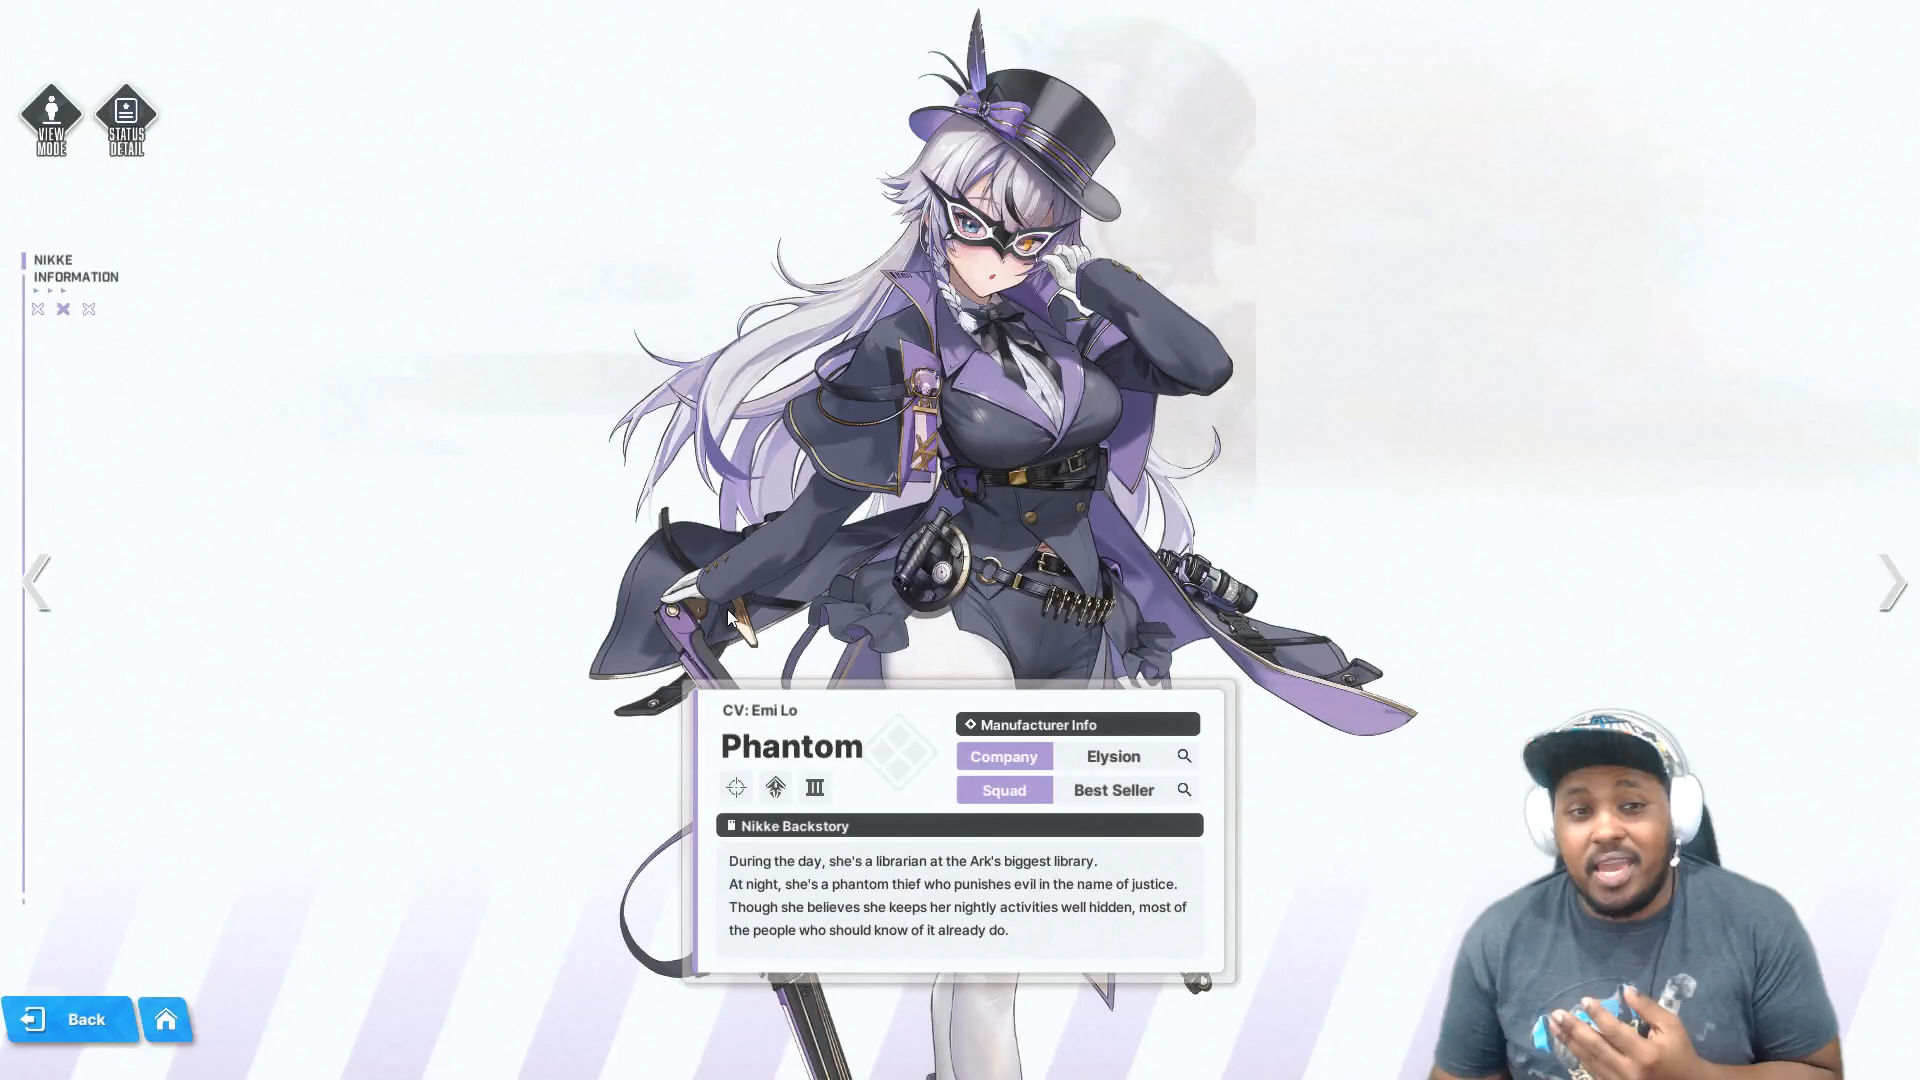 VIEW
MODE
STATUS
DETAIL
NIKKE
INFORMATION
CV: Emi Lo
Phantom
Manufacturer Info
Company Elysion
Squad Best Seller
Nikke Backstory
During the day, she's a librarian at the Ark's biggest library.
At night, she's a phantom thief who punishes evil in the name of justice.
Though she believes she keeps her nightly activities well hidden, most of
the people who should know of it already do.
Back